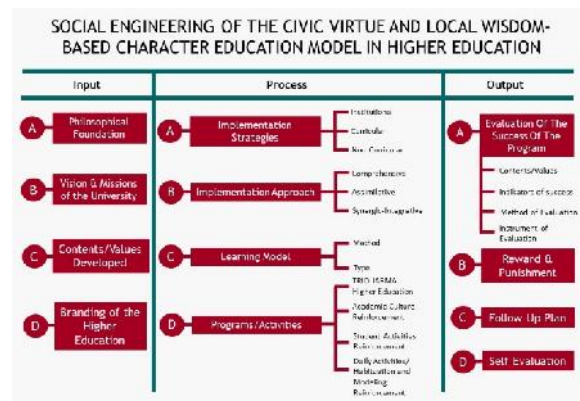 SOCIAL ENGINEERING OF THE CIVIC VIRTUE AND LOCAL WISDOM-
BASED CHARACTER EDUCATION MODEL IN HIGHER EDUCATION
Input
Process
Output
A
Philosophical
Foundation
B
Vision & Missions
of the University
C
Contents/Values
Developed
D
Branding of the
Higher
Education
A
Implementation
Strategies
Institutions
Curricular
Non Curricular
B
Implementation Approach
Comprehensive
Assimilative
Synergic-Integrative
C
Learning Model
Method
Type
D
Programs/Activities
Higher Education
Academic Culture
Reinforcement
Student Activities
Reinforcement
Daily Activities/
Habituation and
Modeling
Reinforcement
A
Evaluation Of The
Success Of The
Program
Contents/Values
Indicators of success
Method of Evaluation
Instrument of
Evaluation
B
Reward &
Punishment
C
Follow Up Plan
D
Self Evaluation